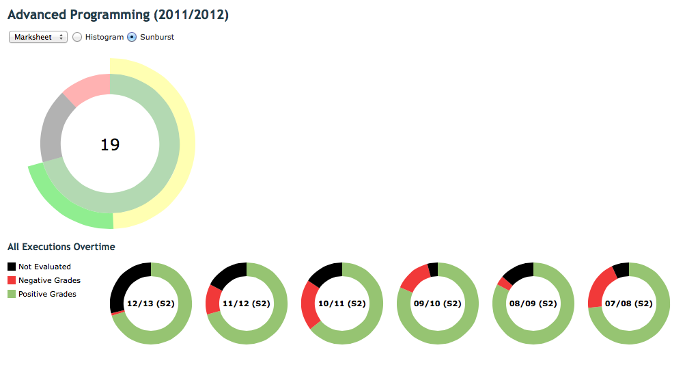 Advanced Programming (2011/2012)
Marksheet Histogram Sunburst
19
All Executions Overtime
Not Evaluated
Negative Grades
Positive Grades
12/13 (S2) 11/12 (S2) 10/11 (S2) 09/10 (S2) 08/09 (S2) 07/08 (S2)